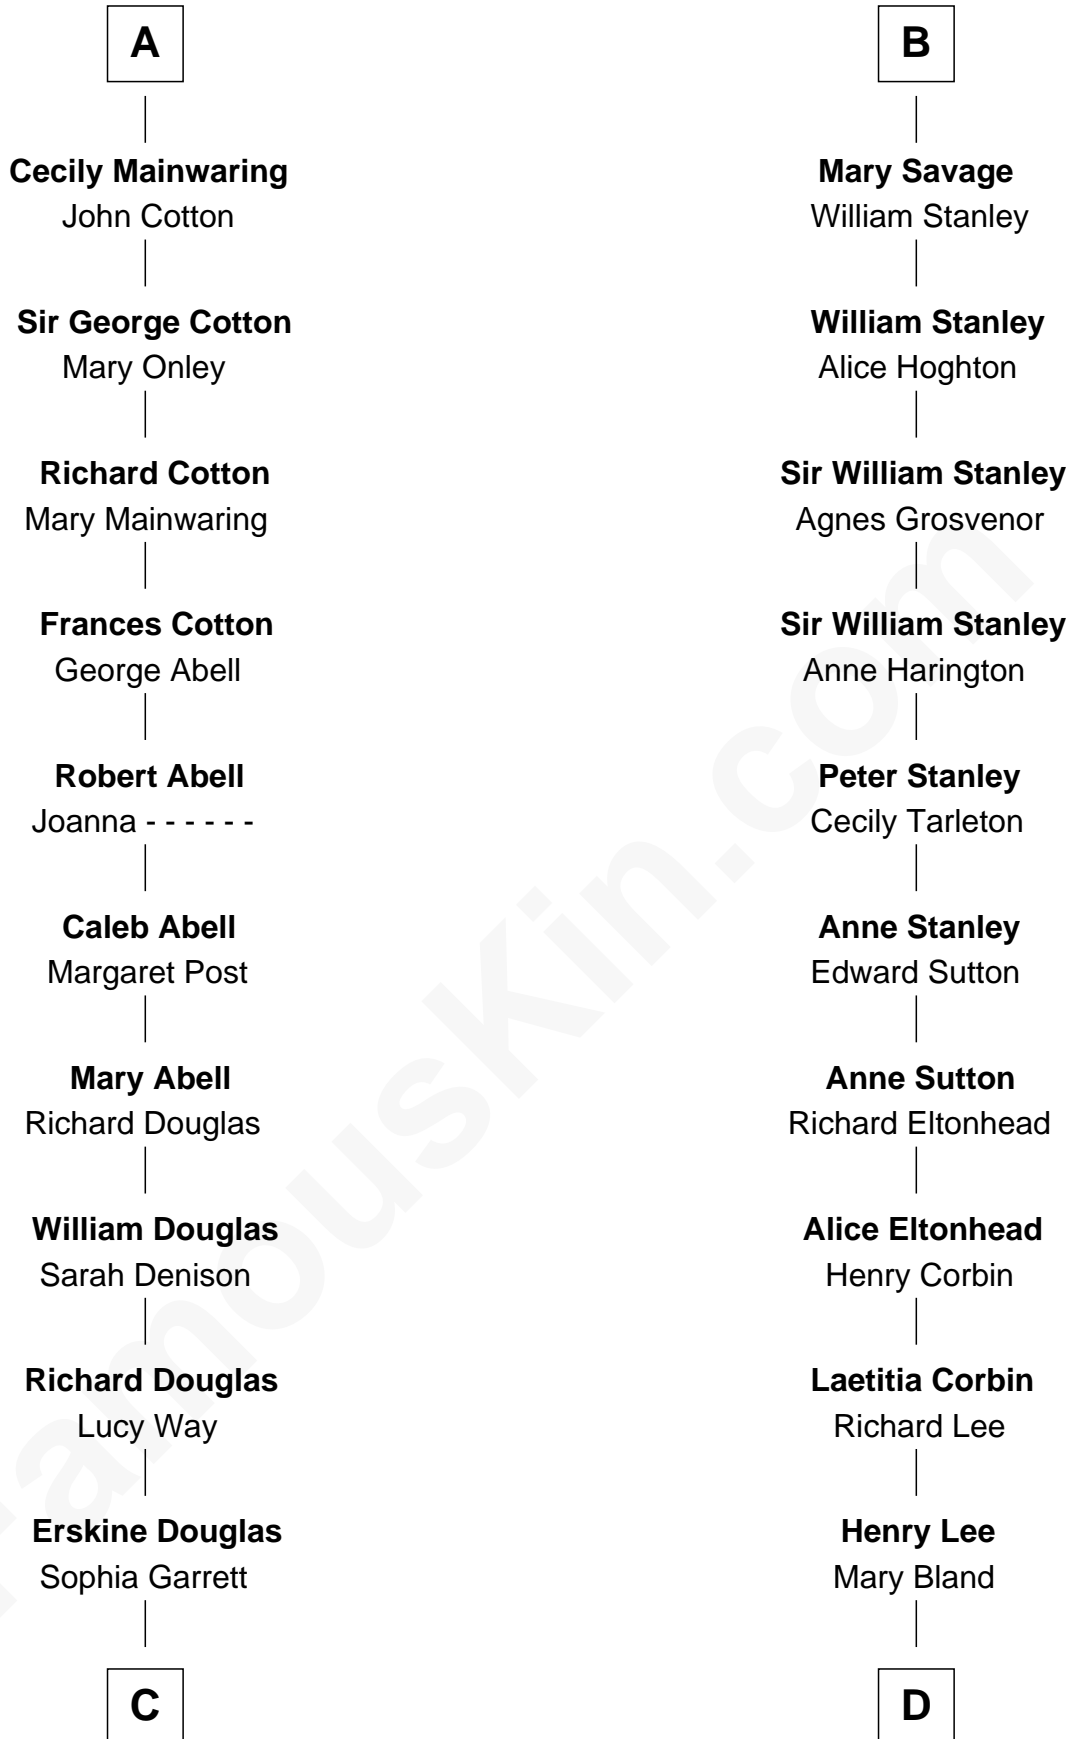 A
Cecily Mainwaring
John Cotton
Sir George Cotton
Mary Onley
Richard Cotton
Mary Mainwaring
Frances Cotton
George Abell
Robert Abell
Joanna - - - - - -
Caleb Abell
Margaret Post
Mary Abell
Richard Douglas
William Douglas
Sarah Denison
Richard Douglas
Lucy Way
Erskine Douglas
Sophia Garrett
C
B
Mary Savage
William Stanley
William Stanley
Alice Hoghton
Sir William Stanley
Agnes Grosvenor
Sir William Stanley
Anne Harington
Peter Stanley
Cecily Tarleton
Anne Stanley
Edward Sutton
Anne Sutton
Richard Eltonhead
Alice Eltonhead
Henry Corbin
Laetitia Corbin
Richard Lee
Henry Lee
Mary Bland
D
FamousKin.com